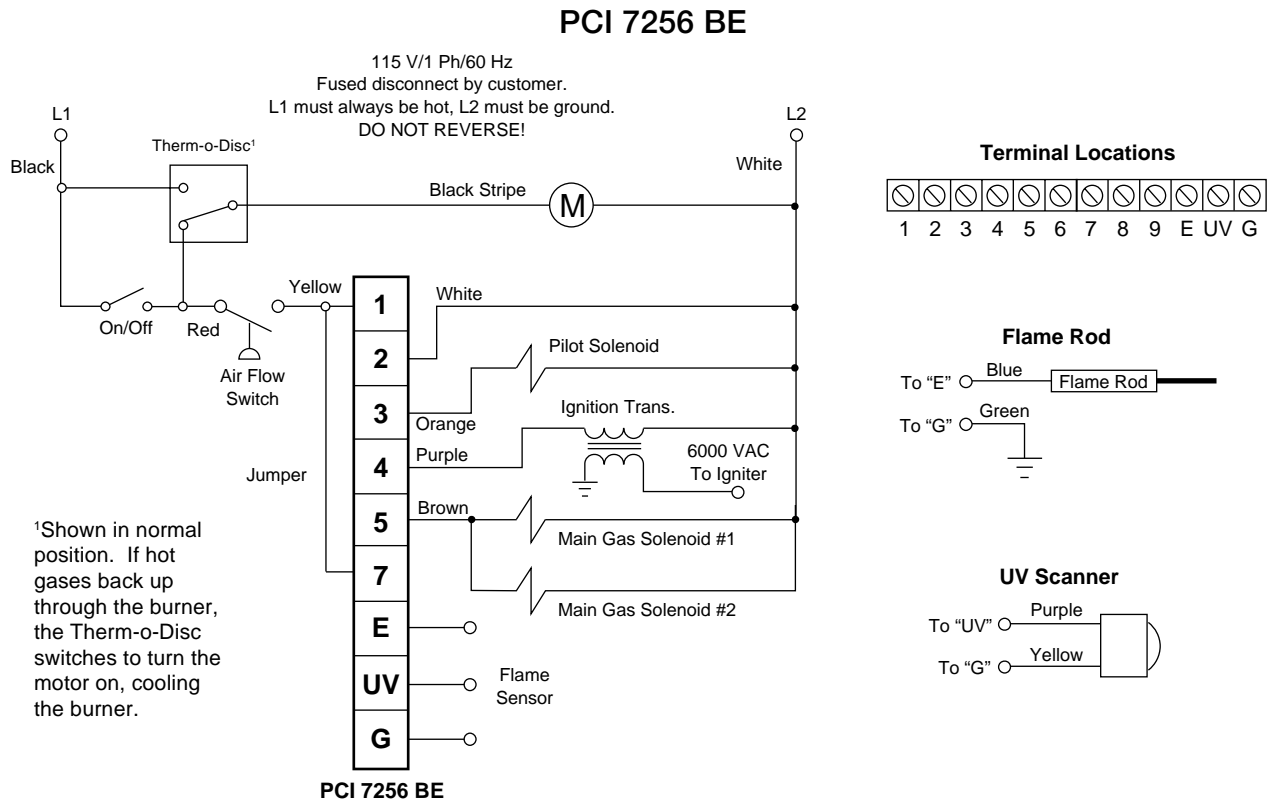 PCI 7256 BE
115 V/1 Ph/60 Hz
Fused disconnect by customer.
L1 must always be hot, L2 must be ground.
DO NOT REVERSE!
L1
L2
Black
Therm-o-Disc¹
White
Black Stripe
M
On/Off
Red
Air Flow
Switch
Yellow
Jumper
1
2
3
4
5
7
E
UV
G
PCI 7256 BE
White
Pilot Solenoid
Orange
Ignition Trans.
Purple
6000 VAC
To Igniter
Brown
Main Gas Solenoid #1
Main Gas Solenoid #2
Flame
Sensor
¹Shown in normal
position. If hot
gases back up
through the burner,
the Therm-o-Disc
switches to turn the
motor on, cooling
the burner.
Terminal Locations
1 2 3 4 5 6 7 8 9 E UV G
Flame Rod
To “E”
Blue
Flame Rod
To “G”
Green
UV Scanner
To “UV”
Purple
To “G”
Yellow